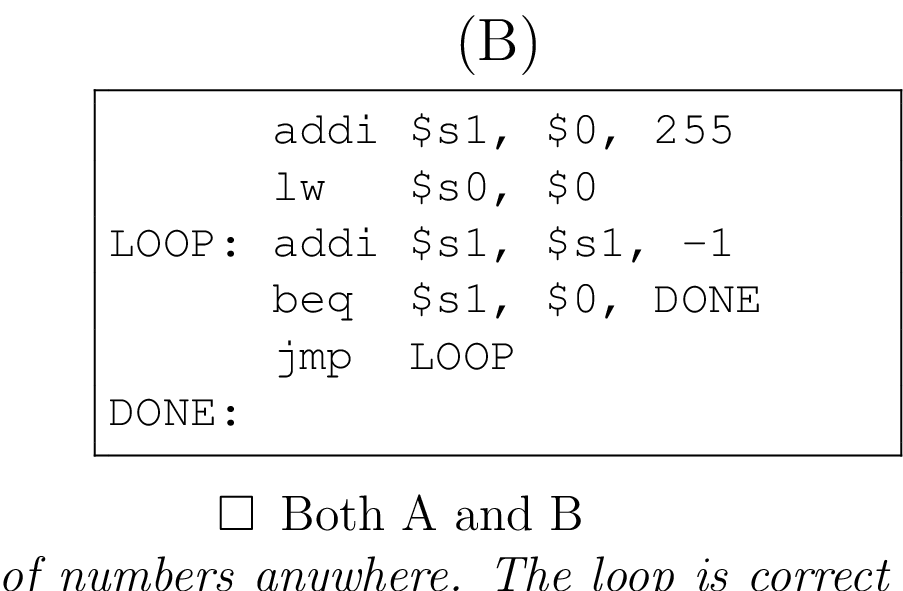 (B)
addi $s1, $0, 255
lw $s0, $0
LOOP: addi $s1, $s1, -1
beq $s1, $0, DONE
jmp LOOP
DONE:
□ Both A and B
of numbers anywhere. The loop is correct